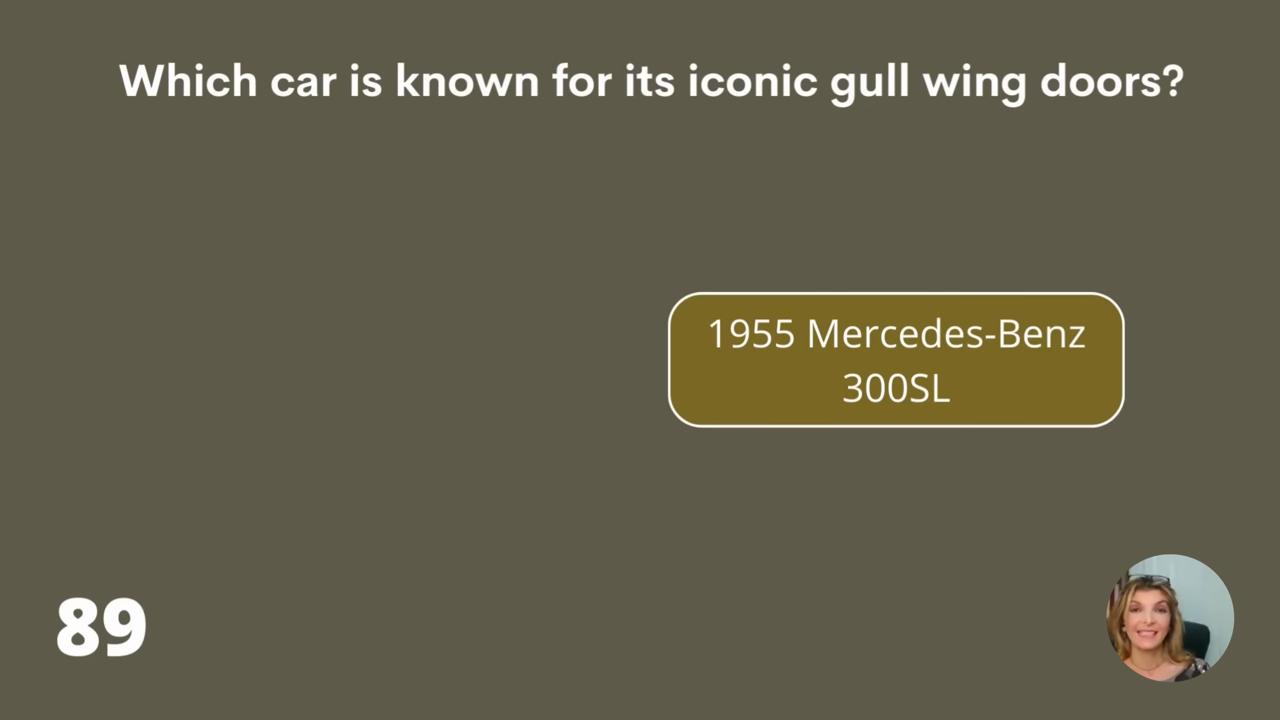 Which car is known for its iconic gull wing doors?
1955 Mercedes-Benz
300SL
89